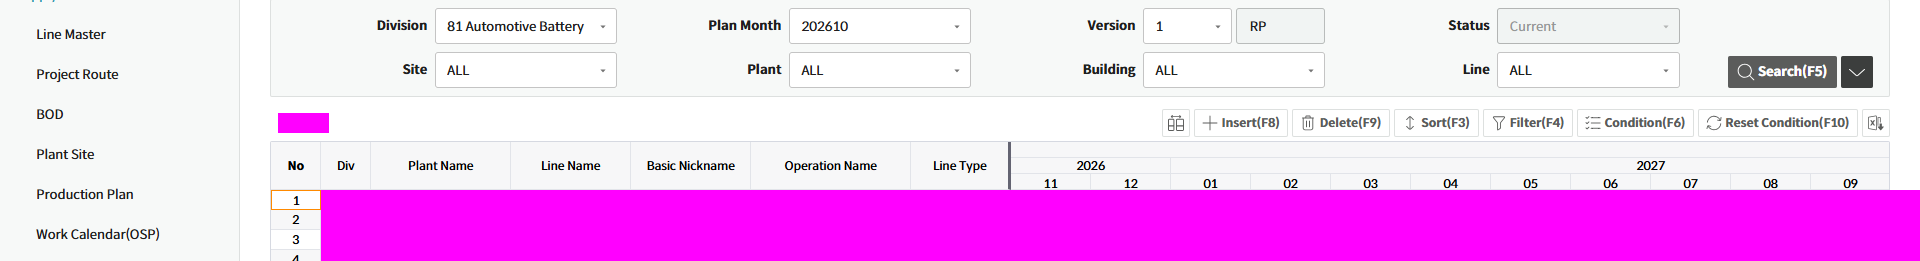 Division 81 Automotive Battery Plan Month 202610 Version 1 RP Status Current
Site ALL Plant ALL Building ALL Line ALL Search(F5)
Line Master
Project Route
BOD
Plant Site
Production Plan
Work Calendar(OSP)
Insert(F8) Delete(F9) Sort(F3) Filter(F4) Condition(F6) Reset Condition(F10)
No Div Plant Name Line Name Basic Nickname Operation Name Line Type 2026 2027
11 12 01 02 03 04 05 06 07 08 09
1
2
3
4